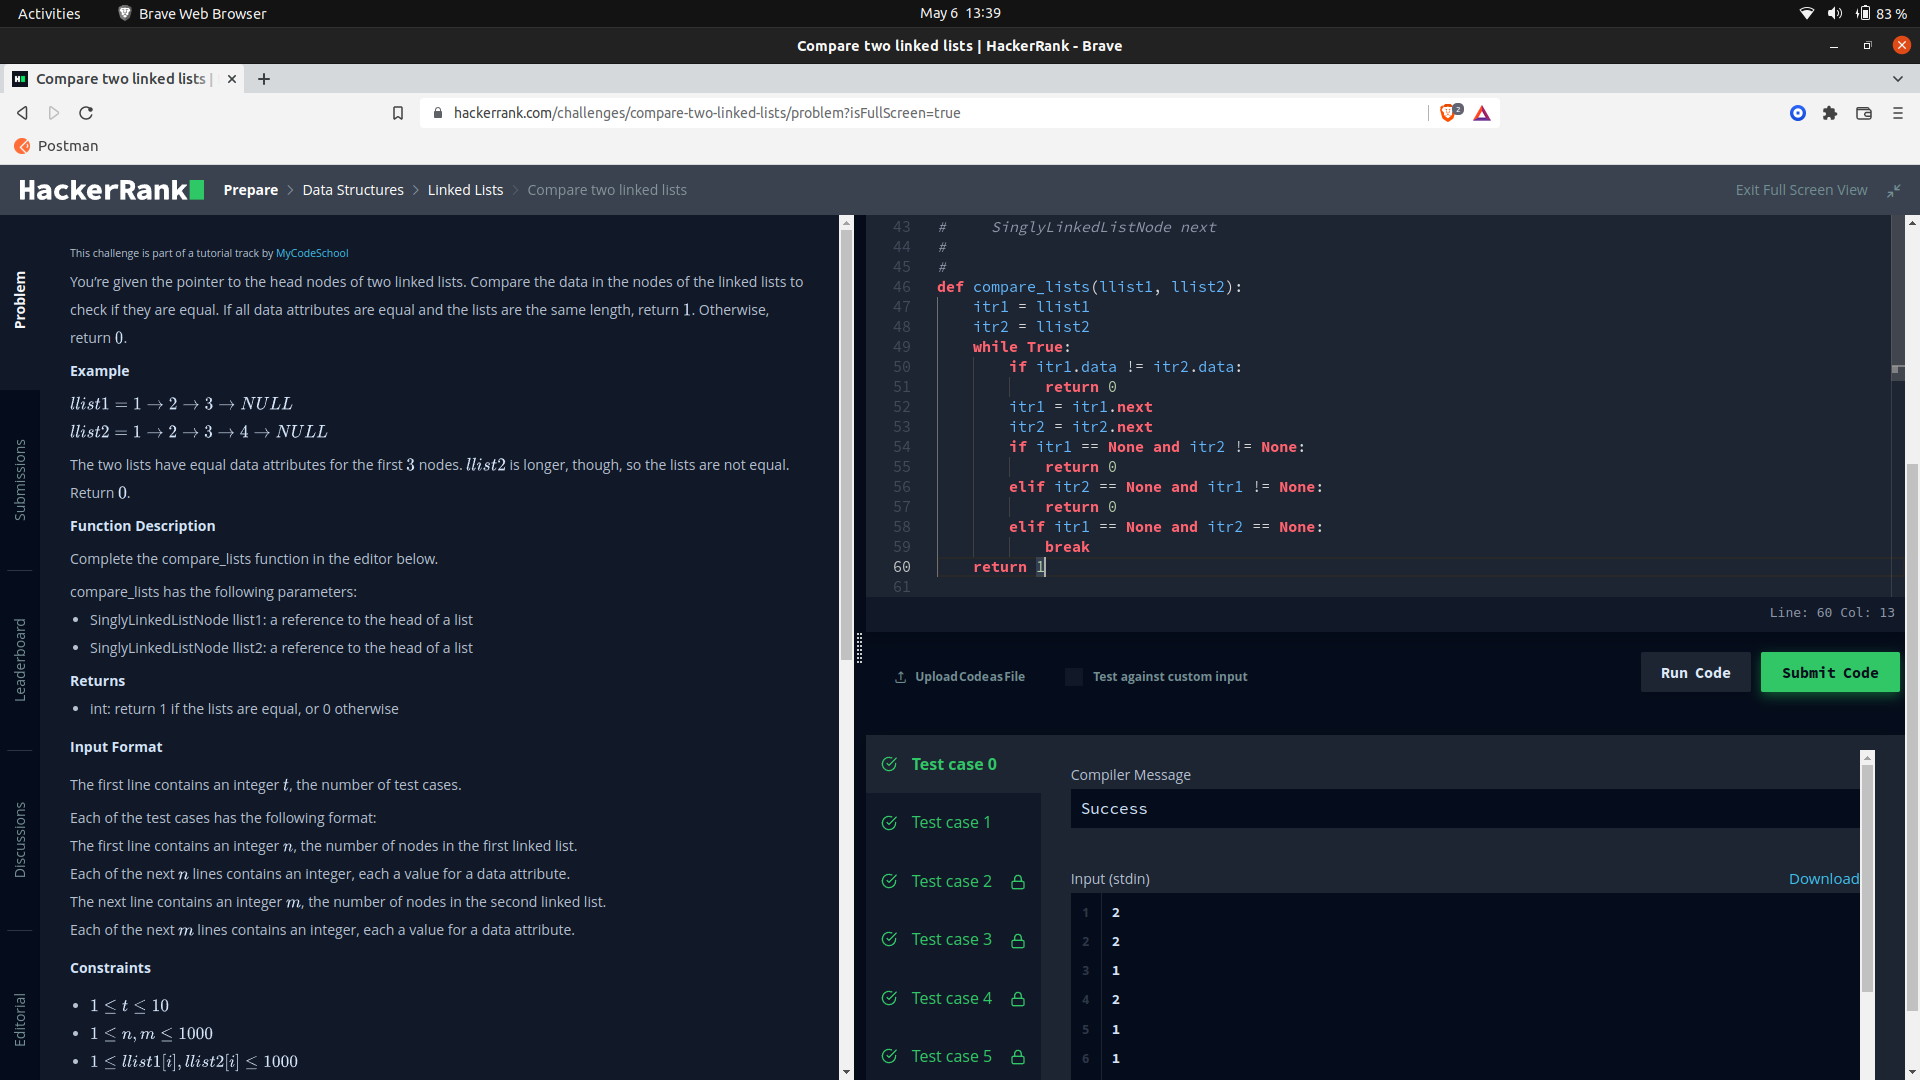 Activities
Brave Web Browser
May 6 13:39
83 %
Compare two linked lists | HackerRank - Brave
Compare two linked lists |
hackerrank.com/challenges/compare-two-linked-lists/problem?isFullScreen=true
2
Postman
HackerRank
Prepare > Data Structures > Linked Lists > Compare two linked lists
Exit Full Screen View
Problem
Submissions
Leaderboard
Discussions
Editorial
This challenge is part of a tutorial track by MyCodeSchool
You’re given the pointer to the head nodes of two linked lists. Compare the data in the nodes of the linked lists to
check if they are equal. If all data attributes are equal and the lists are the same length, return 1. Otherwise,
return 0.
Example
llist1 = 1 → 2 → 3 → NULL
llist2 = 1 → 2 → 3 → 4 → NULL
The two lists have equal data attributes for the first 3 nodes. llist2 is longer, though, so the lists are not equal.
Return 0.
Function Description
Complete the compare_lists function in the editor below.
compare_lists has the following parameters:
• SinglyLinkedListNode llist1: a reference to the head of a list
• SinglyLinkedListNode llist2: a reference to the head of a list
Returns
• int: return 1 if the lists are equal, or 0 otherwise
Input Format
The first line contains an integer t, the number of test cases.
Each of the test cases has the following format:
The first line contains an integer n, the number of nodes in the first linked list.
Each of the next n lines contains an integer, each a value for a data attribute.
The next line contains an integer m, the number of nodes in the second linked list.
Each of the next m lines contains an integer, each a value for a data attribute.
Constraints
• 1 ≤ t ≤ 10
• 1 ≤ n, m ≤ 1000
• 1 ≤ llist1[i], llist2[i] ≤ 1000
43 #     SinglyLinkedListNode next
44 #
45 #
46 def compare_lists(llist1, llist2):
47     itr1 = llist1
48     itr2 = llist2
49     while True:
50         if itr1.data != itr2.data:
51             return 0
52         itr1 = itr1.next
53         itr2 = itr2.next
54         if itr1 == None and itr2 != None:
55             return 0
56         elif itr2 == None and itr1 != None:
57             return 0
58         elif itr1 == None and itr2 == None:
59             break
60     return 1
61
Line: 60 Col: 13
Upload Code as File
Test against custom input
Run Code
Submit Code
Test case 0
Test case 1
Test case 2
Test case 3
Test case 4
Test case 5
Compiler Message
Success
Input (stdin)
Download
1 2
2 2
3 1
4 2
5 1
6 1